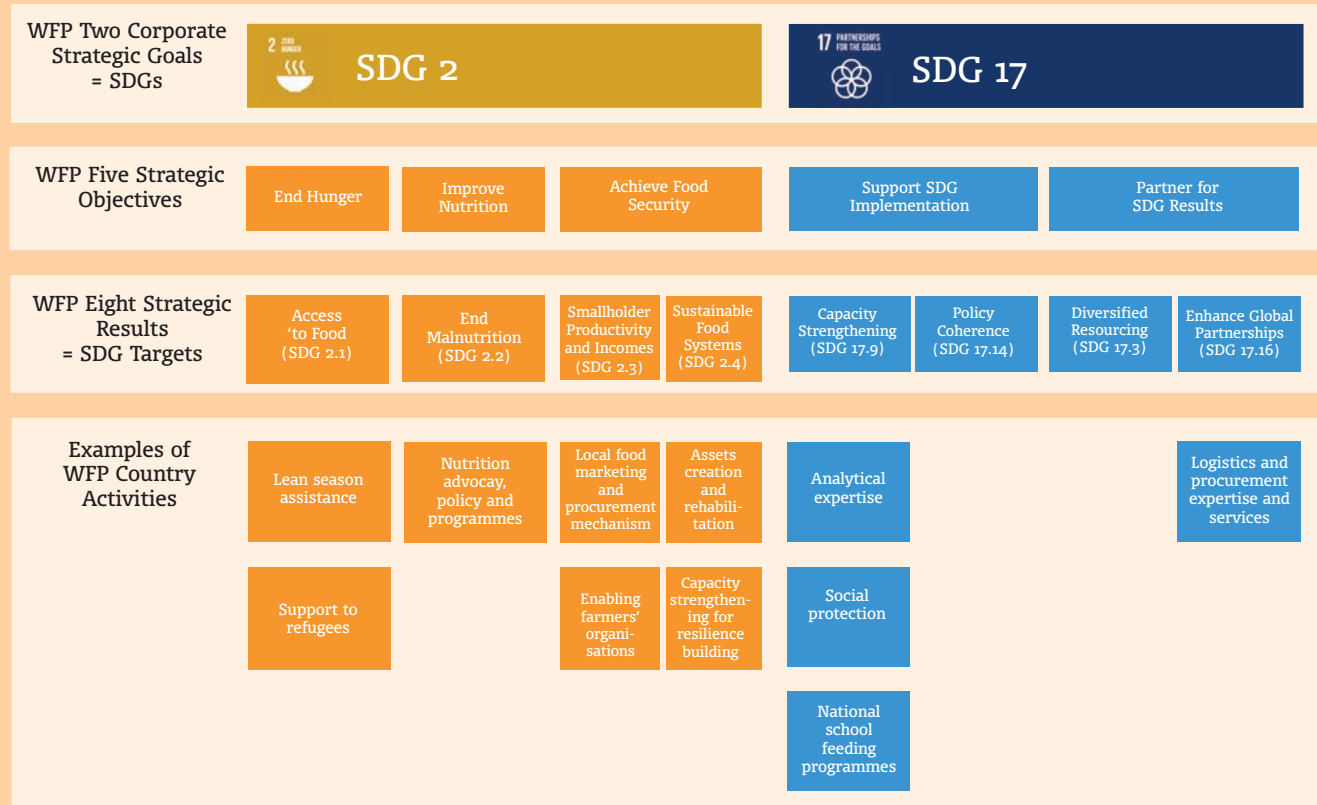 WFP Two Corporate
Strategic Goals
= SDGs
2 ZERO
HUNGER
SDG 2
17 PARTNERSHIPS
FOR THE GOALS
SDG 17
WFP Five Strategic
Objectives
End Hunger
Improve
Nutrition
Achieve Food
Security
Support SDG
Implementation
Partner for
SDG Results
WFP Eight Strategic
Results
= SDG Targets
Access
'to Food
(SDG 2.1)
End
Malnutrition
(SDG 2.2)
Smallholder
Productivity
and Incomes
(SDG 2.3)
Sustainable
Food
Systems
(SDG 2.4)
Capacity
Strengthening
(SDG 17.9)
Policy
Coherence
(SDG 17.14)
Diversified
Resourcing
(SDG 17.3)
Enhance Global
Partnerships
(SDG 17.16)
Examples of
WFP Country
Activities
Lean season
assistance
Nutrition
advocay,
policy and
programmes
Local food
marketing
and
procurement
mechanism
Assets
creation
and
rehabili-
tation
Analytical
expertise
Logistics and
procurement
expertise and
services
Support to
refugees
Enabling
farmers'
organi-
sations
Capacity
strengthen-
ing for
resilience
building
Social
protection
National
school
feeding
programmes